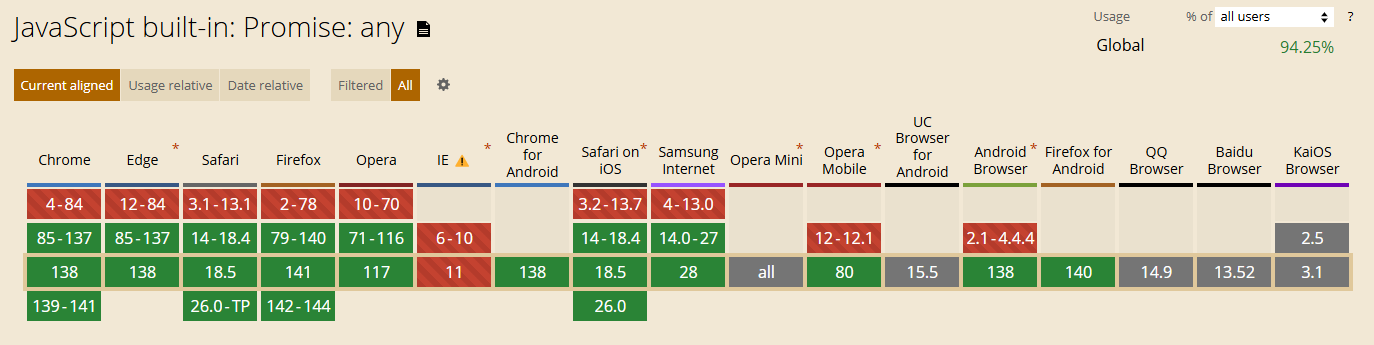 JavaScript built-in: Promise: any
Usage % of all users ?
Global 94.25%
Current aligned Usage relative Date relative Filtered All
Chrome Edge * Safari Firefox Opera IE * Chrome for Android Safari on iOS * Samsung Internet Opera Mini * Opera Mobile * UC Browser for Android Android Browser * Firefox for Android QQ Browser Baidu Browser KaiOS Browser
4-84 12-84 3.1-13.1 2-78 10-70 3.2-13.7 4-13.0
85-137 85-137 14-18.4 79-140 71-116 6-10 14-18.4 14.0-27 12-12.1 2.1-4.4.4 2.5
138 138 18.5 141 117 11 138 18.5 28 all 80 15.5 138 140 14.9 13.52 3.1
139-141 26.0-TP 142-144 26.0